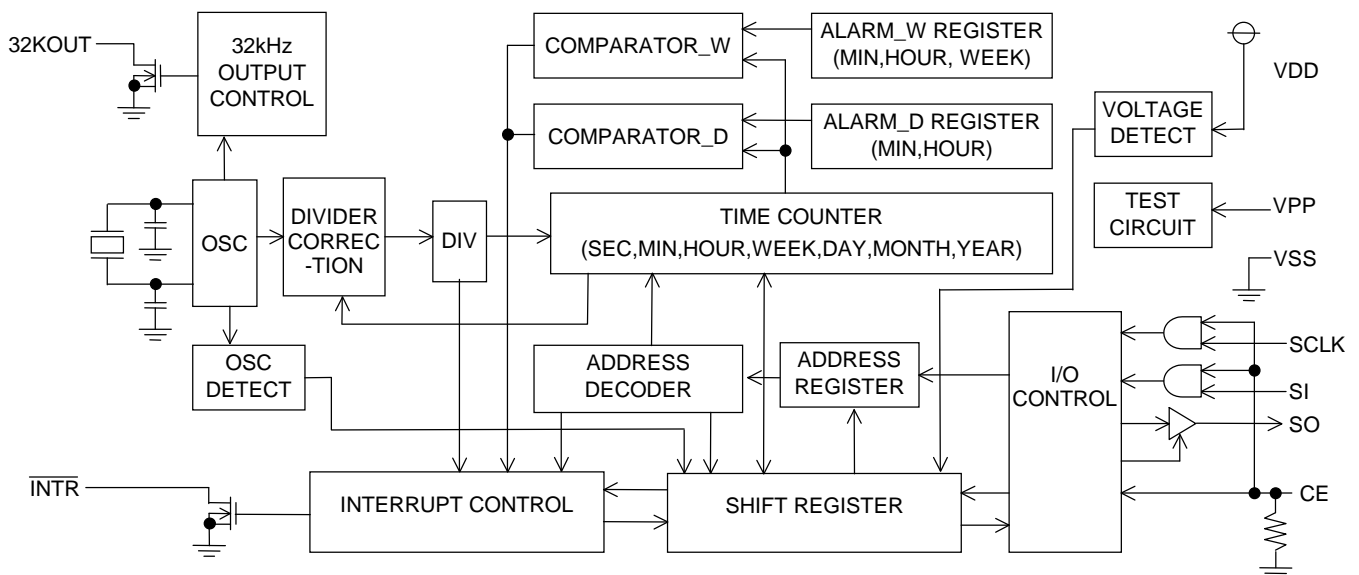 32KOUT
32kHz
OUTPUT
CONTROL
COMPARATOR_W
ALARM_W REGISTER
(MIN,HOUR, WEEK)
VDD
VOLTAGE
DETECT
COMPARATOR_D
ALARM_D REGISTER
(MIN,HOUR)
TEST
CIRCUIT
VPP
OSC
DIVIDER
CORREC
-TION
DIV
TIME COUNTER
(SEC,MIN,HOUR,WEEK,DAY,MONTH,YEAR)
VSS
OSC
DETECT
ADDRESS
DECODER
ADDRESS
REGISTER
I/O
CONTROL
SCLK
SI
SO
INTR
INTERRUPT CONTROL
SHIFT REGISTER
CE